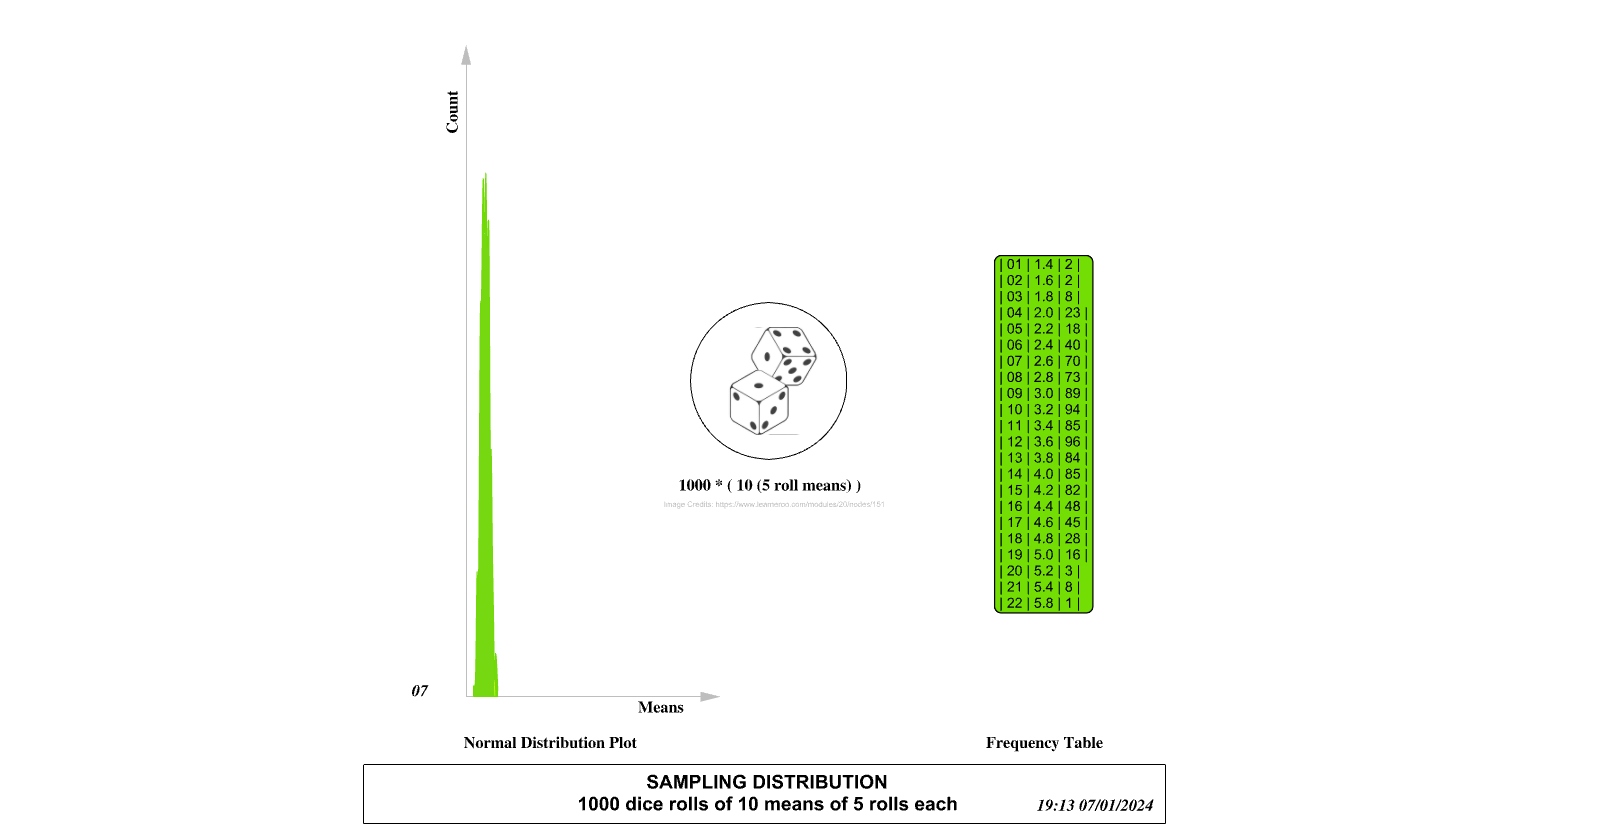 Count
| 01 | 1.4 | 2 |
| 02 | 1.6 | 2 |
| 03 | 1.8 | 8 |
| 04 | 2.0 | 23 |
| 05 | 2.2 | 18 |
| 06 | 2.4 | 40 |
| 07 | 2.6 | 70 |
| 08 | 2.8 | 73 |
| 09 | 3.0 | 89 |
| 10 | 3.2 | 94 |
| 11 | 3.4 | 85 |
| 12 | 3.6 | 96 |
| 13 | 3.8 | 84 |
| 14 | 4.0 | 85 |
| 15 | 4.2 | 82 |
| 16 | 4.4 | 48 |
| 17 | 4.6 | 45 |
| 18 | 4.8 | 28 |
| 19 | 5.0 | 16 |
| 20 | 5.2 | 3 |
| 21 | 5.4 | 8 |
| 22 | 5.8 | 1 |
1000 * ( 10 (5 roll means) )
Image Credits: https://www.learneroo.com/modules/20/nodes/151
07
Means
Normal Distribution Plot
Frequency Table
SAMPLING DISTRIBUTION
1000 dice rolls of 10 means of 5 rolls each
19:13 07/01/2024